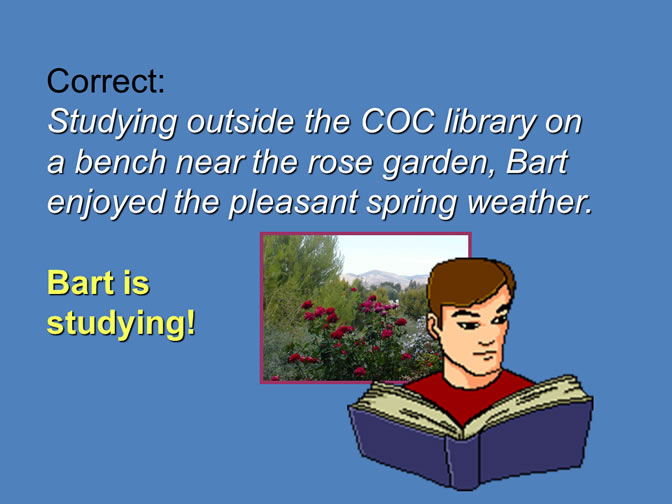 Correct:
Studying outside the COC library on
a bench near the rose garden, Bart
enjoyed the pleasant spring weather.
Bart is
studying!